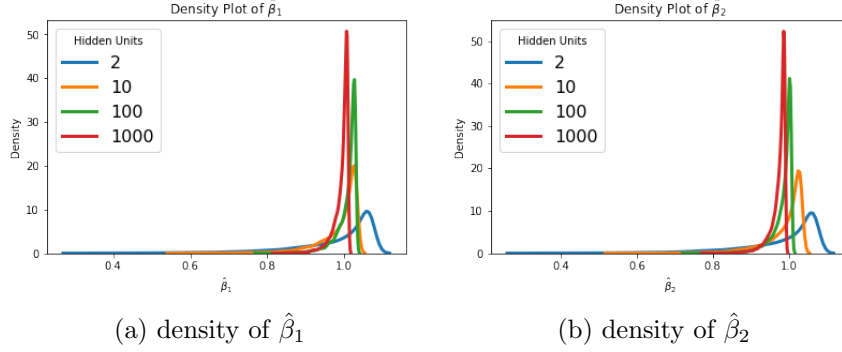 Density Plot of β̂₁
Hidden Units
2
10
100
1000
Density
0
10
20
30
40
50
0.4
0.6
0.8
1.0
β̂₁
(a) density of β̂₁
Density Plot of β̂₂
Hidden Units
2
10
100
1000
Density
0
10
20
30
40
50
0.4
0.6
0.8
1.0
β̂₂
(b) density of β̂₂